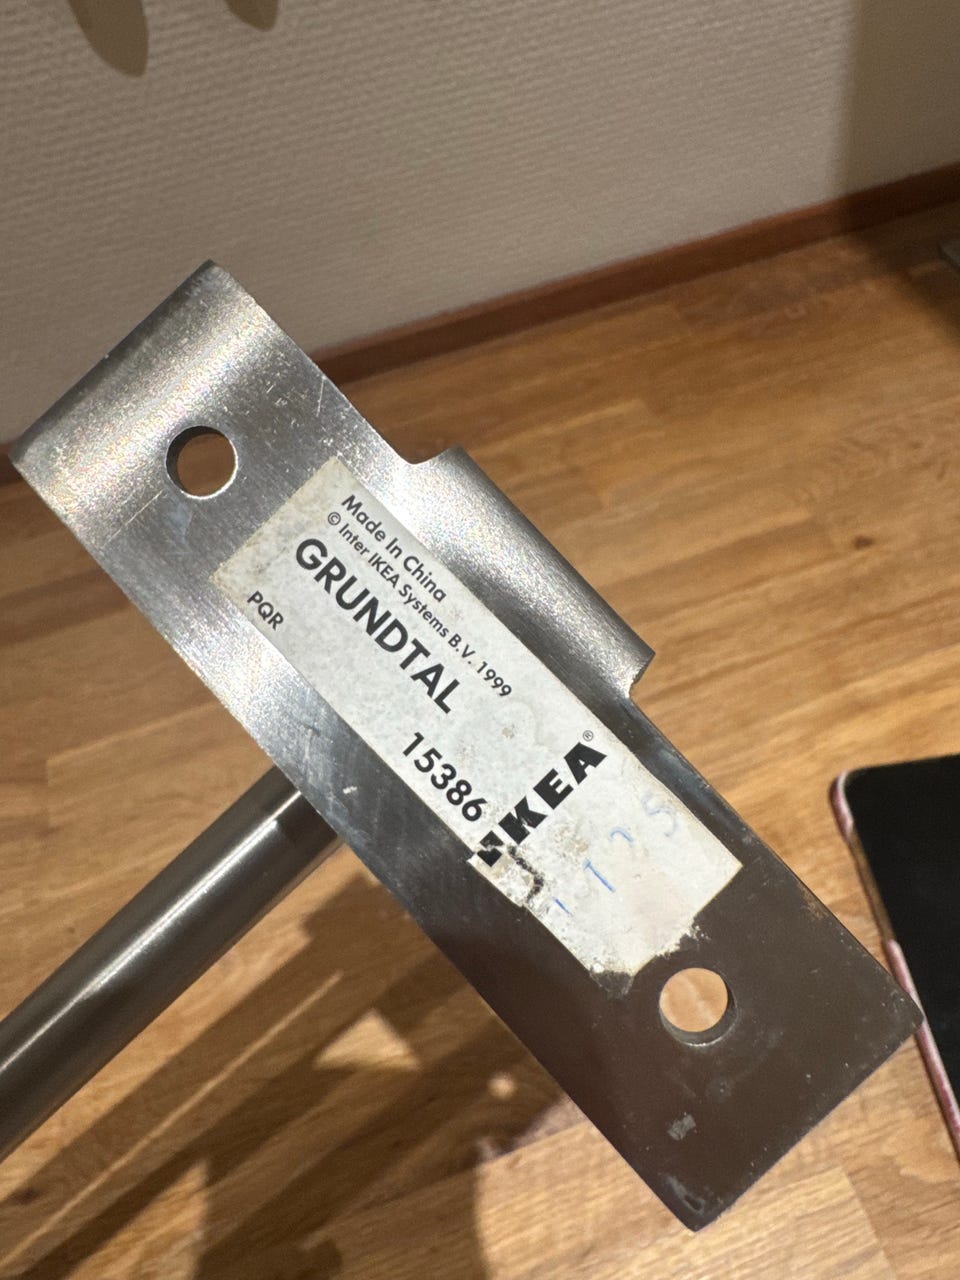 Made In China
© Inter IKEA Systems B.V. 1999
GRUNDTAL
PQR
15386
IKEA®